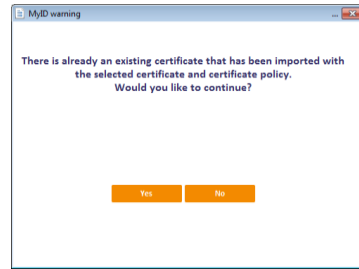 MyID warning
There is already an existing certificate that has been imported with
the selected certificate and certificate policy.
Would you like to continue?
Yes No